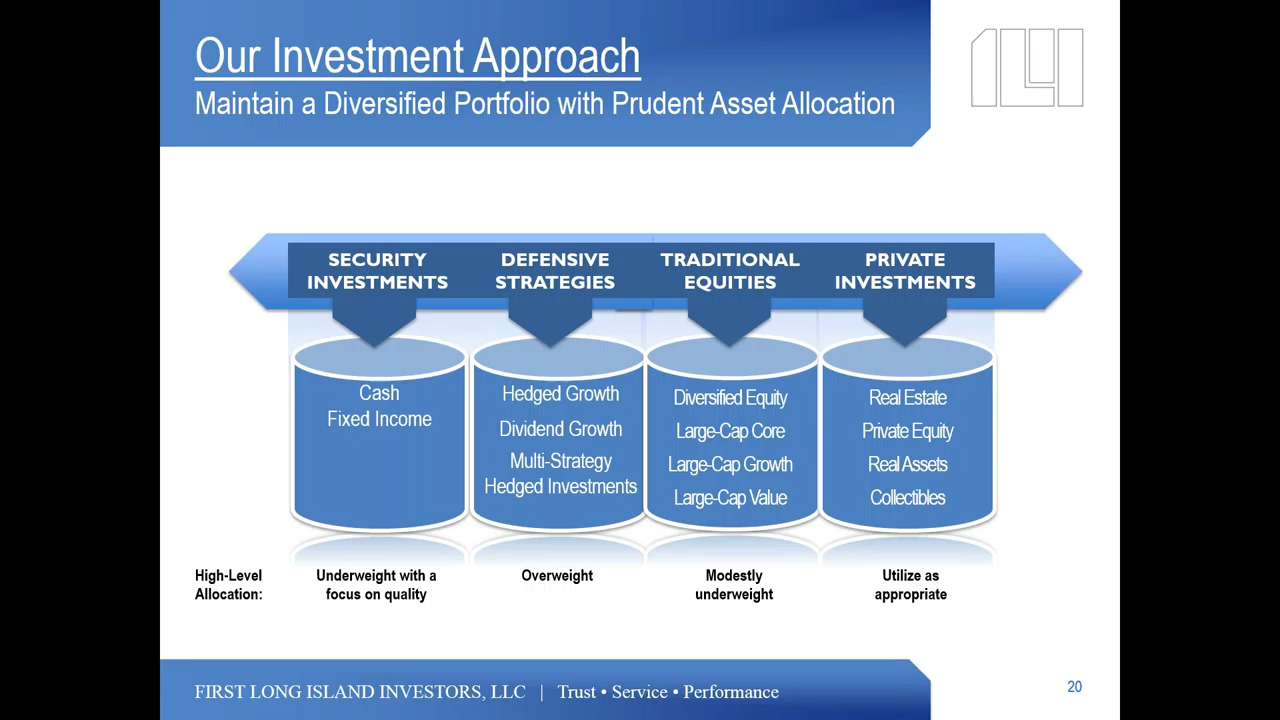 Our Investment Approach
Maintain a Diversified Portfolio with Prudent Asset Allocation
SECURITY
INVESTMENTS
DEFENSIVE
STRATEGIES
TRADITIONAL
EQUITIES
PRIVATE
INVESTMENTS
Cash
Fixed Income
Hedged Growth
Dividend Growth
Multi-Strategy
Hedged Investments
Diversified Equity
Large-Cap Core
Large-Cap Growth
Large-Cap Value
Real Estate
Private Equity
Real Assets
Collectibles
High-Level
Allocation:
Underweight with a
focus on quality
Overweight
Modestly
underweight
Utilize as
appropriate
FIRST LONG ISLAND INVESTORS, LLC | Trust • Service • Performance
20